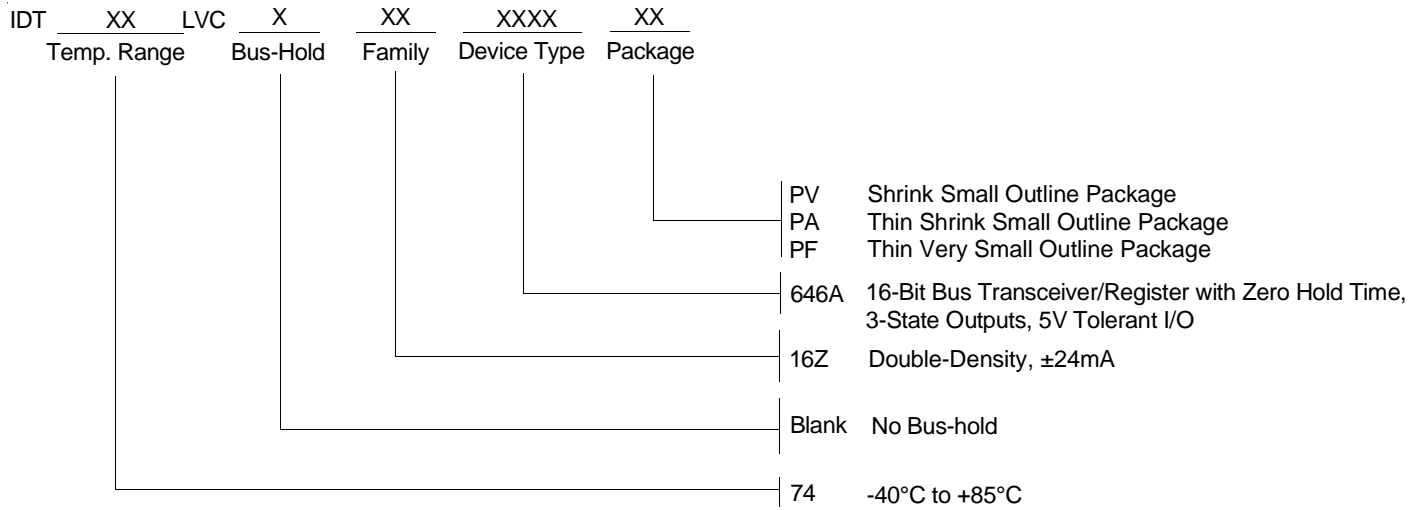 IDT XX LVC X XX XXXX XX
Temp. Range Bus-Hold Family Device Type Package
PV Shrink Small Outline Package
PA Thin Shrink Small Outline Package
PF Thin Very Small Outline Package
646A 16-Bit Bus Transceiver/Register with Zero Hold Time,
3-State Outputs, 5V Tolerant I/O
16Z Double-Density, ±24mA
Blank No Bus-hold
74 -40°C to +85°C